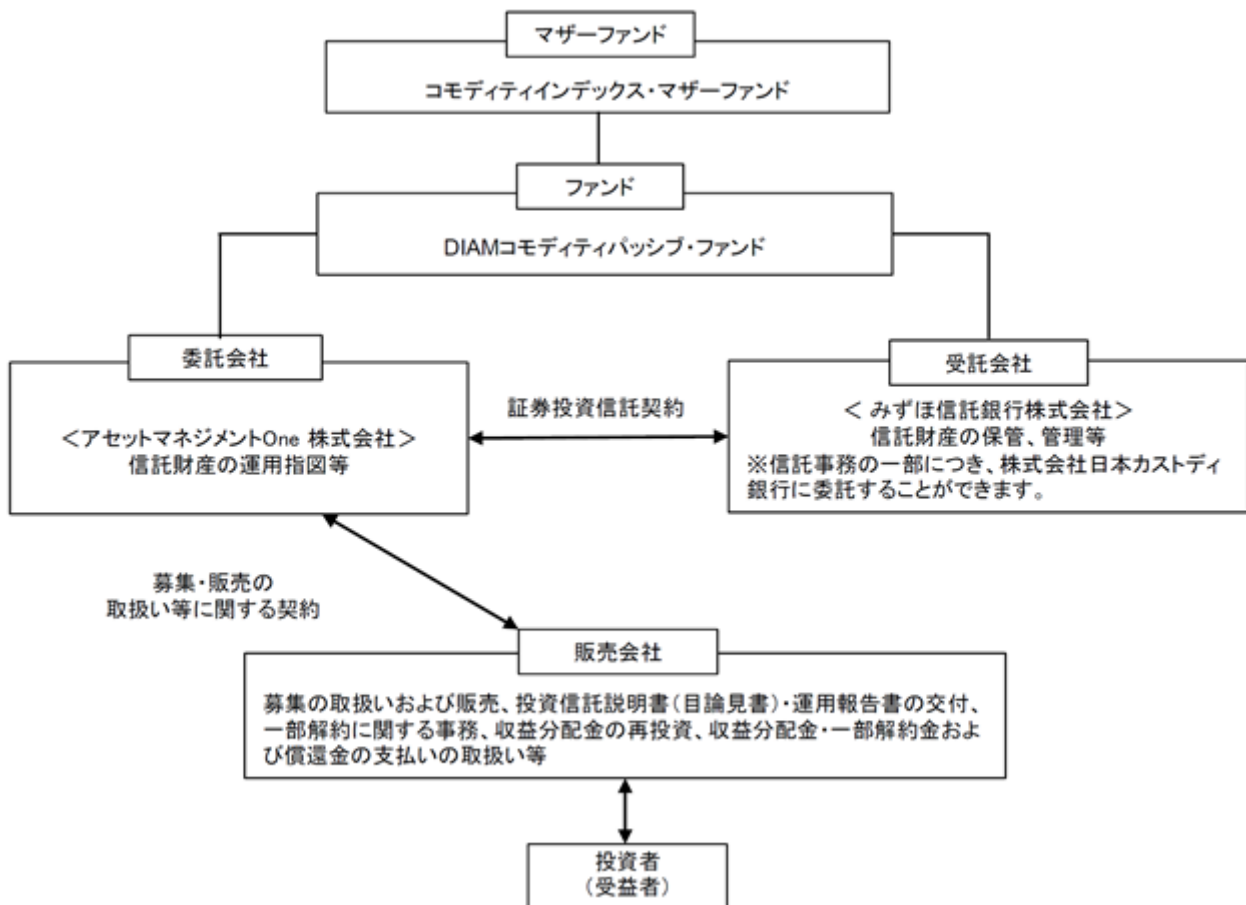 マザーファンド
コモディティインデックス・マザーファンド
ファンド
DIAMコモディティパッシブ・ファンド
委託会社
<アセットマネジメントOne 株式会社>
信託財産の運用指図等
証券投資信託契約
受託会社
< みずほ信託銀行株式会社>
信託財産の保管、管理等
※信託事務の一部につき、株式会社日本カストディ
銀行に委託することができます。
募集・販売の
取扱い等に関する契約
販売会社
募集の取扱いおよび販売、投資信託説明書(目論見書)・運用報告書の交付、
一部解約に関する事務、収益分配金の再投資、収益分配金・一部解約金およ
び償還金の支払いの取扱い等
投資者
(受益者)